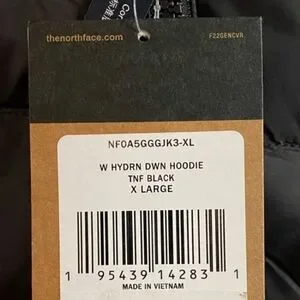 thenorthface.com F22GENCVR
NF0A5GGGJK3-XL
W HYDRN DWN HOODIE
TNF BLACK
X LARGE
1 95439 14283 1
MADE IN VIETNAM